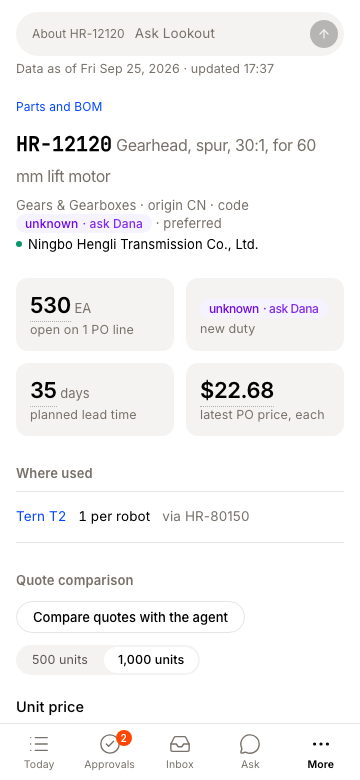 About HR-12120 Ask Lookout
Data as of Fri Sep 25, 2026 · updated 17:37
Parts and BOM
HR-12120 Gearhead, spur, 30:1, for 60
mm lift motor
Gears & Gearboxes · origin CN · code
unknown · ask Dana · preferred
Ningbo Hengli Transmission Co., Ltd.
530 EA
open on 1 PO line
unknown · ask Dana
new duty
35 days
planned lead time
$22.68
latest PO price, each
Where used
Tern T2 1 per robot via HR-80150
Quote comparison
Compare quotes with the agent
500 units 1,000 units
Unit price
2
Today Approvals Inbox Ask More